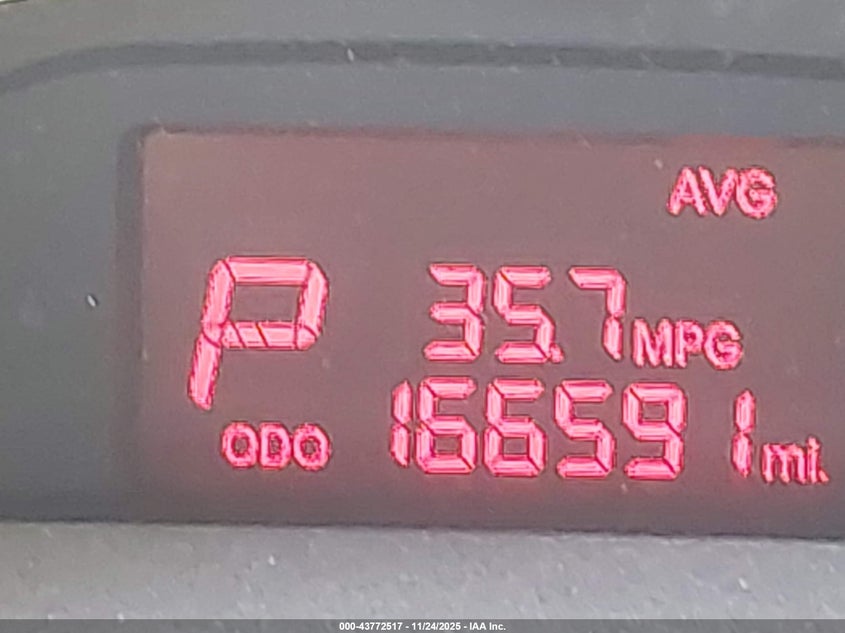 AVG
P 35.7 MPG
ODO 166591 mi.
000-43772517 - 11/24/2025 - IAA Inc.